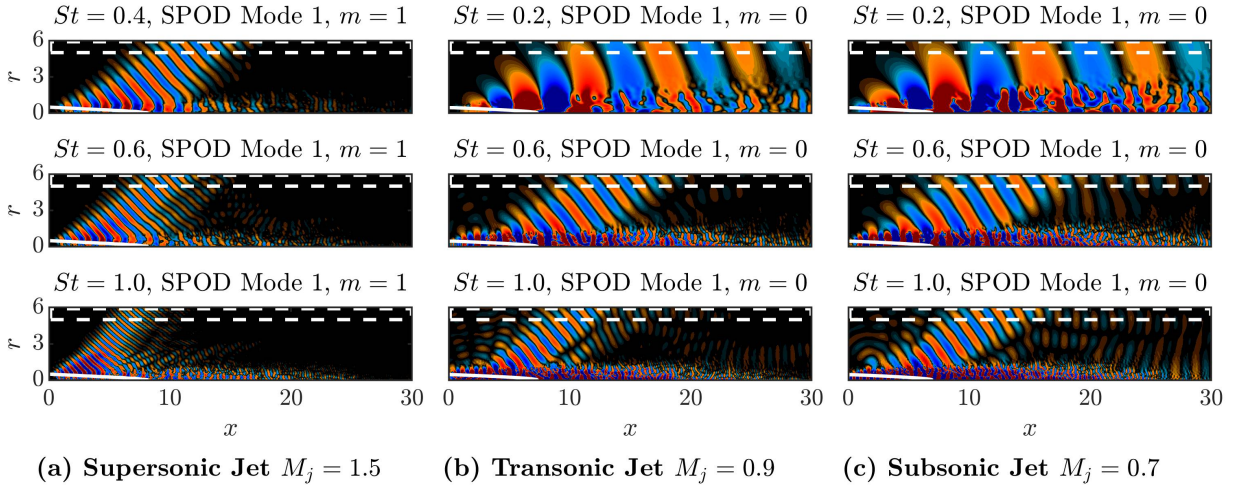 St = 0.4, SPOD Mode 1, m = 1
St = 0.2, SPOD Mode 1, m = 0
St = 0.2, SPOD Mode 1, m = 0
6
r
3
0
St = 0.6, SPOD Mode 1, m = 1
St = 0.6, SPOD Mode 1, m = 0
St = 0.6, SPOD Mode 1, m = 0
6
r
3
0
St = 1.0, SPOD Mode 1, m = 1
St = 1.0, SPOD Mode 1, m = 0
St = 1.0, SPOD Mode 1, m = 0
6
r
3
0
0 10 20 30
0 10 20 30
0 10 20 30
x
x
x
(a) Supersonic Jet M_j = 1.5
(b) Transonic Jet M_j = 0.9
(c) Subsonic Jet M_j = 0.7